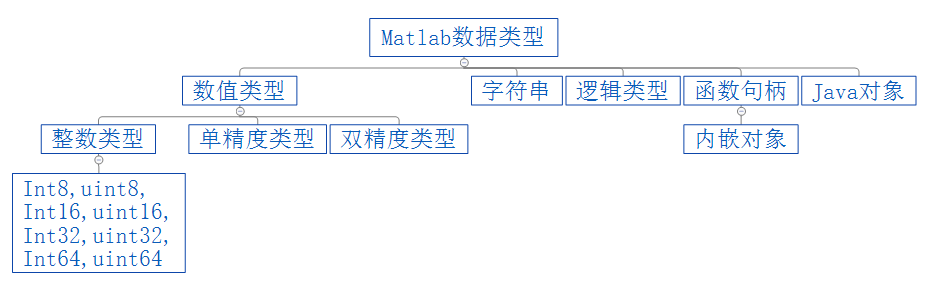 Matlab数据类型
数值类型
字符串
逻辑类型
函数句柄
Java对象
整数类型
单精度类型
双精度类型
内嵌对象
Int8,uint8,
Int16,uint16,
Int32,uint32,
Int64,uint64